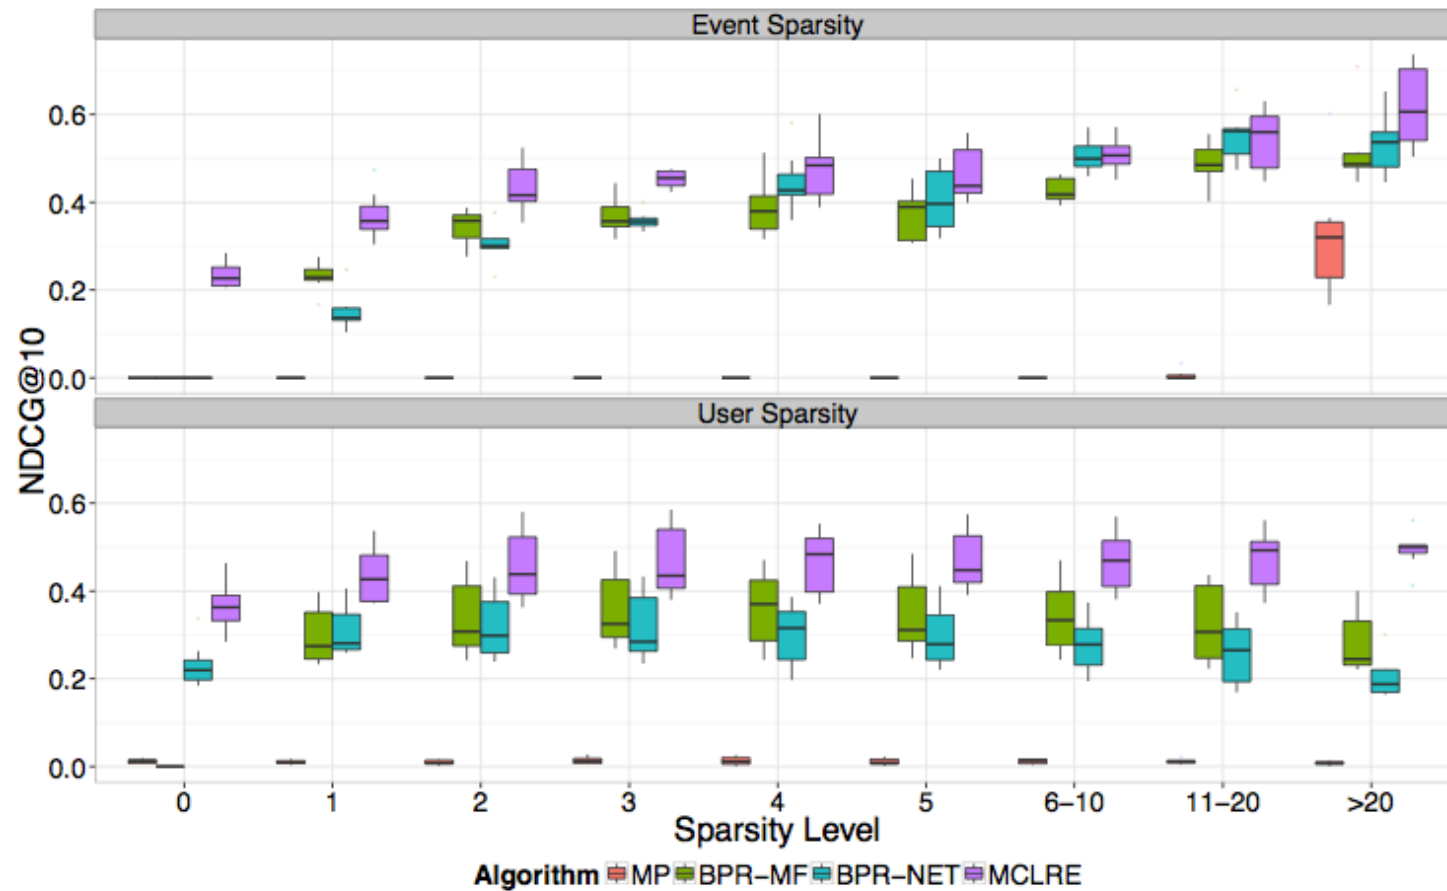 Event Sparsity
0.6
0.4
0.2
0.0
User Sparsity
0.6
0.4
0.2
0.0
NDCG@10
0 1 2 3 4 5 6–10 11–20 >20
Sparsity Level
Algorithm MP BPR–MF BPR–NET MCLRE